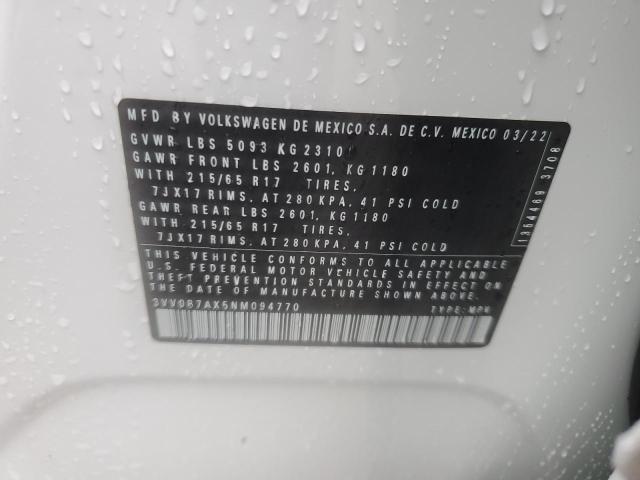 MFD BY VOLKSWAGEN DE MEXICO S.A. DE C.V. MEXICO 03/22
GVWR LBS 5093 KG 2310
GAWR FRONT LBS 2601, KG 1180
WITH 215/65 R17 TIRES,
7JX17 RIMS, AT 280 KPA, 41 PSI COLD
GAWR REAR LBS 2601, KG 1180
WITH 215/65 R17 TIRES,
7JX17 RIMS, AT 280 KPA, 41 PSI COLD
THIS VEHICLE CONFORMS TO ALL APPLICABLE
U.S. FEDERAL MOTOR VEHICLE SAFETY AND
THEFT PREVENTION STANDARDS IN EFFECT ON
THE DATE OF MANUFACTURE SHOWN ABOVE.
3VV0B7AX5NM094770 TYPE: MPV
1354489 3708